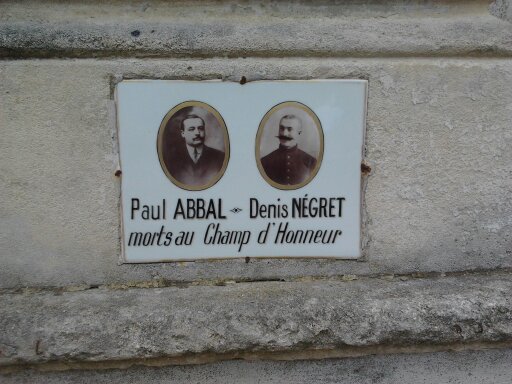 Paul ABBAL - Denis NÉGRET
morts au Champ d'Honneur